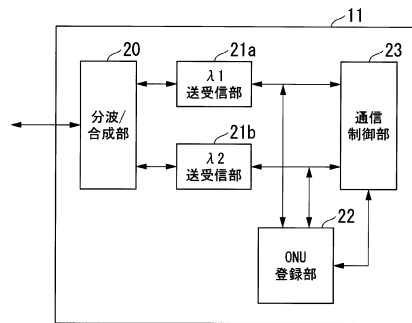 11
20
21a
23
分波/
合成部
λ1
送受信部
通信
制御部
21b
λ2
送受信部
22
ONU
登録部